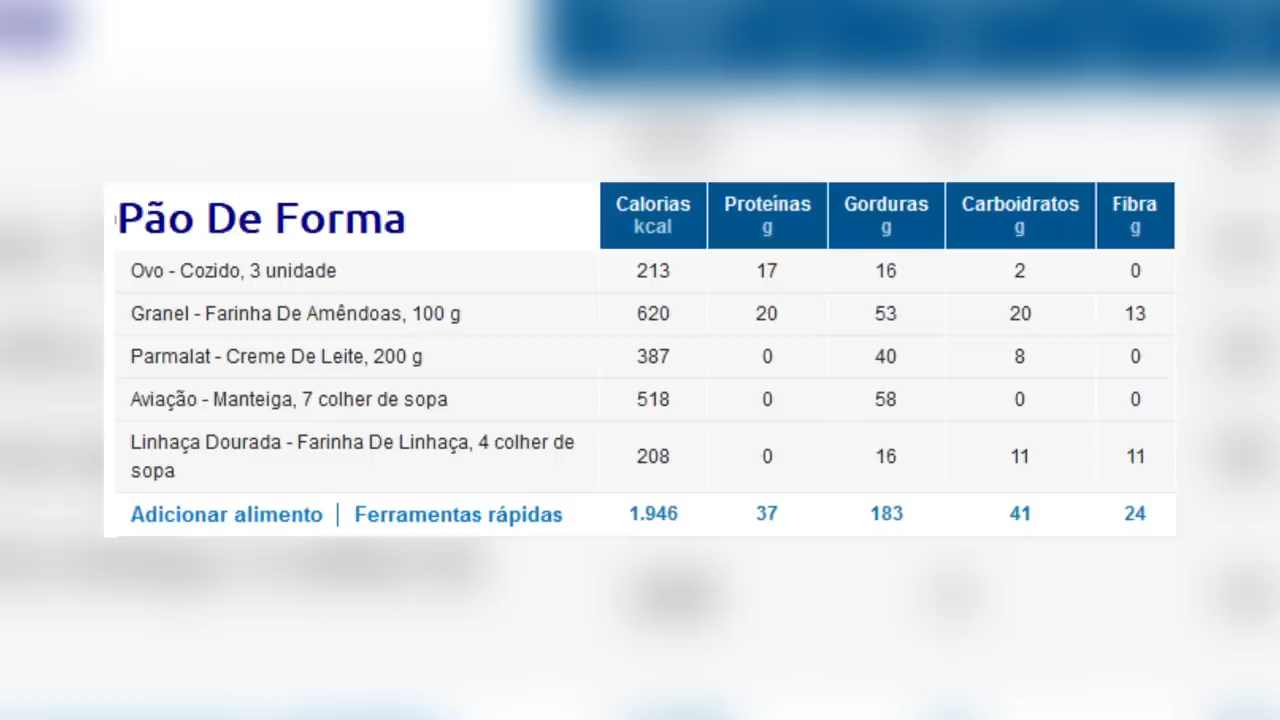 Pão De Forma
Calorias Proteínas Gorduras Carboidratos Fibra
kcal g g g g
Ovo - Cozido, 3 unidade 213 17 16 2 0
Granel - Farinha De Amêndoas, 100 g 620 20 53 20 13
Parmalat - Creme De Leite, 200 g 387 0 40 8 0
Aviação - Manteiga, 7 colher de sopa 518 0 58 0 0
Linhaça Dourada - Farinha De Linhaça, 4 colher de
sopa 208 0 16 11 11
Adicionar alimento | Ferramentas rápidas 1.946 37 183 41 24